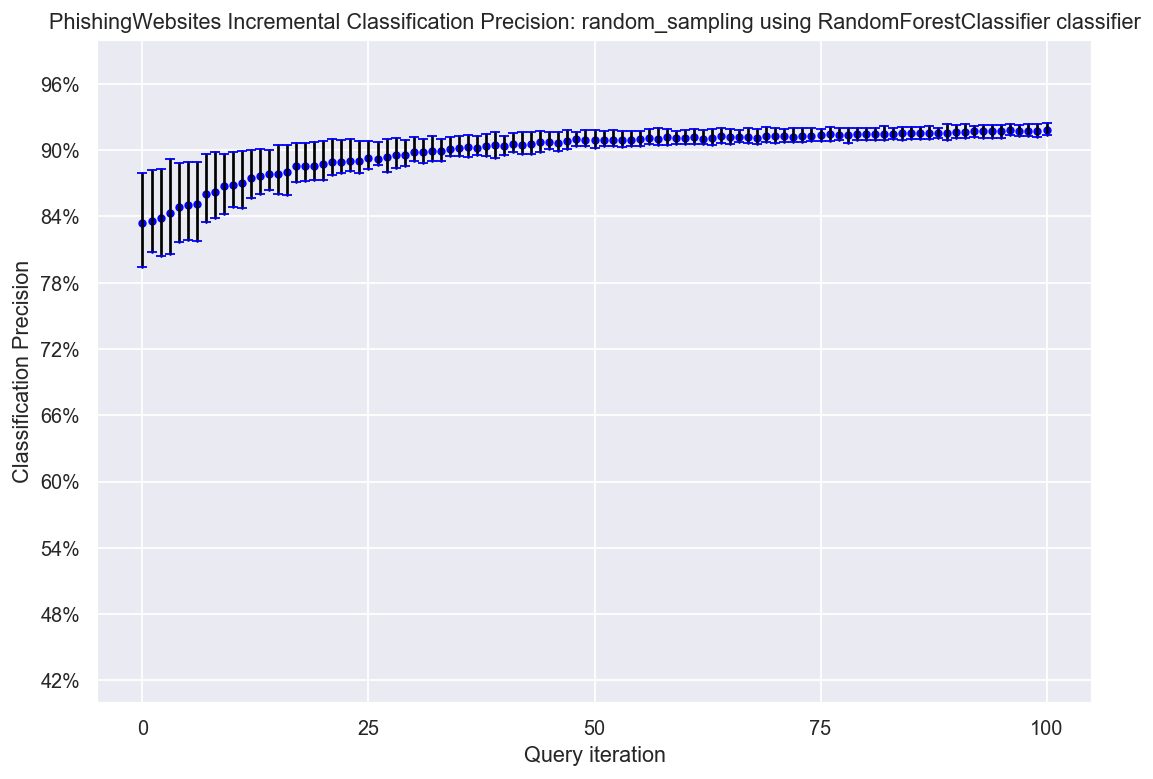 PhishingWebsites Incremental Classification Precision: random_sampling using RandomForestClassifier classifier
96%
90%
84%
78%
72%
66%
60%
54%
48%
42%
Classification Precision
0 25 50 75 100
Query iteration